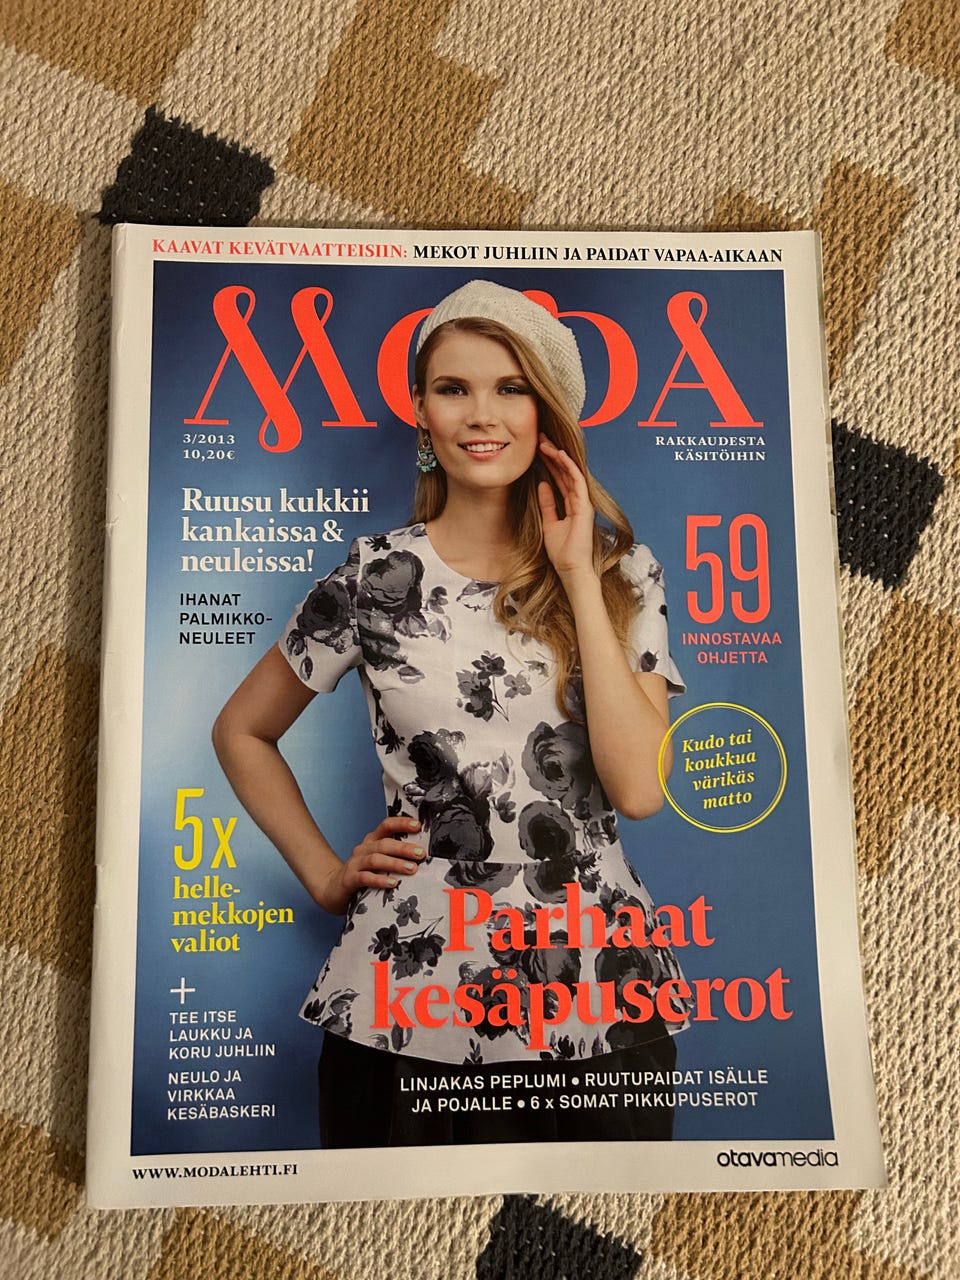 KAAVAT KEVÄTVAATTEISIIN: MEKOT JUHLIIN JA PAIDAT VAPAA-AIKAAN
MODA
3/2013
10,20€
RAKKAUDESTA
KÄSITÖIHIN
Ruusu kukkii
kankaissa &
neuleissa!
IHANAT
PALMIKKO-
NEULEET
59
INNOSTAVAA
OHJETTA
Kudo tai
koukkua
värikäs
matto
5x
helle-
mekkojen
valiot
+
TEE ITSE
LAUKKU JA
KORU JUHLIIN
NEULO JA
VIRKKAA
KESÄBASKERI
Parhaat
kesäpuserot
LINJAKAS PEPLUMI • RUUTUPAIDAT ISÄLLE
JA POJALLE • 6 x SOMAT PIKKUPUSEROT
WWW.MODALEHTI.FI
otavamedia